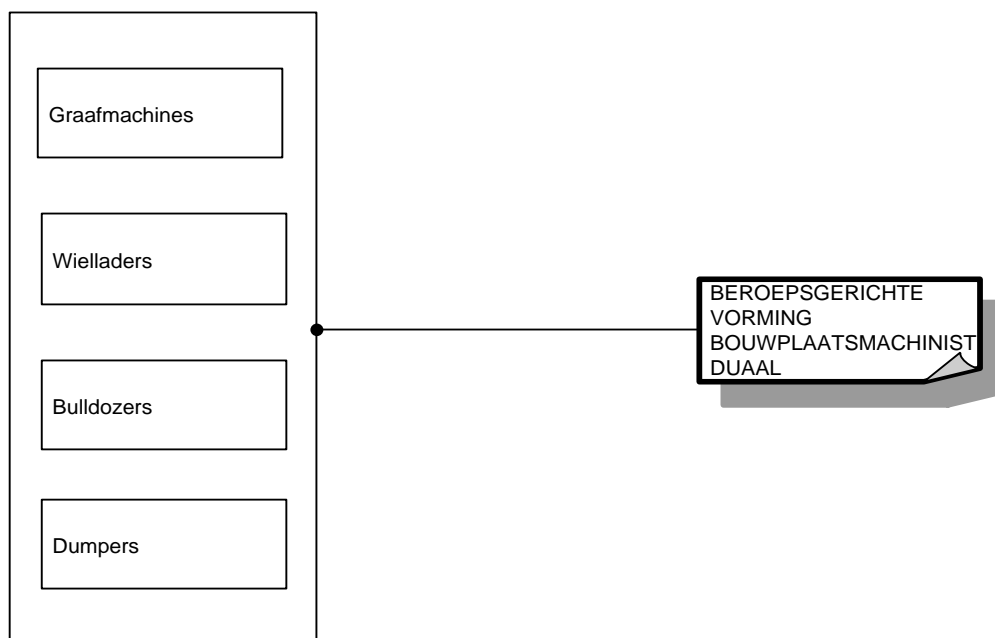 Graafmachines
Wielladers
Bulldozers
Dumpers
BEROEPSGERICHTE
VORMING
BOUWPLAATSMACHINIST
DUAAL